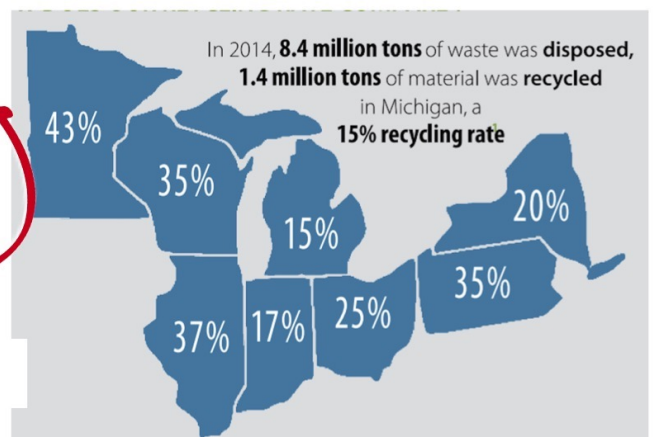 In 2014, 8.4 million tons of waste was disposed,
1.4 million tons of material was recycled
in Michigan, a
15% recycling rate
43%
35%
15%
20%
37%
17%
25%
35%